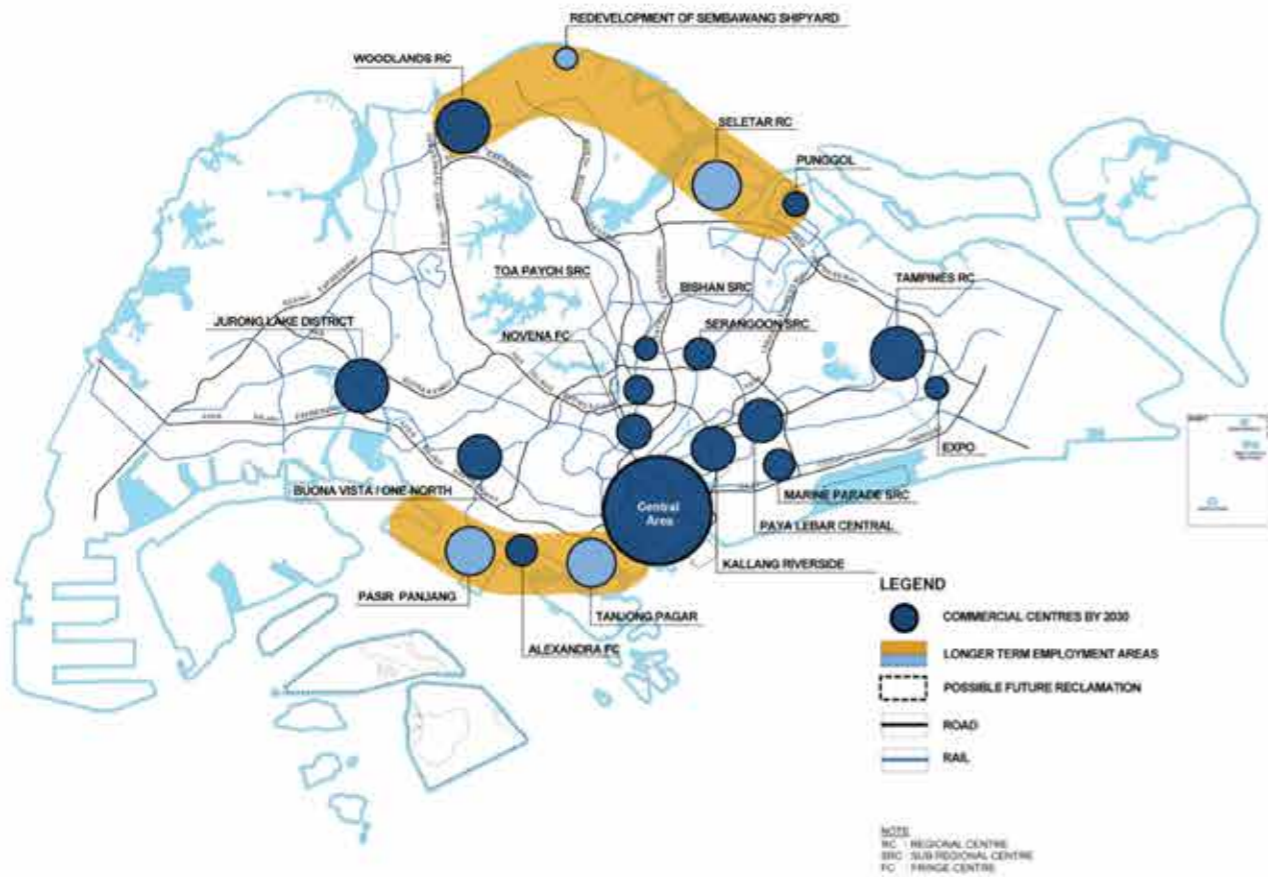 REDEVELOPMENT OF SEMBAWANG SHIPYARD
WOODLANDS RC
SELETAR RC
PUNGGOL
TOA PAYOH SRC
BISHAN SRC
TAMPINES RC
JURONG LAKE DISTRICT
NOVENA FC
SERANGOON SRC
EXPO
BUONA VISTA / ONE-NORTH
Central
Area
MARINE PARADE SRC
PAYA LEBAR CENTRAL
KALLANG RIVERSIDE
PASIR PANJANG
TANJONG PAGAR
ALEXANDRA FC
LEGEND
COMMERCIAL CENTRES BY 2030
LONGER TERM EMPLOYMENT AREAS
POSSIBLE FUTURE RECLAMATION
ROAD
RAIL
NOTE
RC : REGIONAL CENTRE
SRC : SUB REGIONAL CENTRE
FC : FRINGE CENTRE